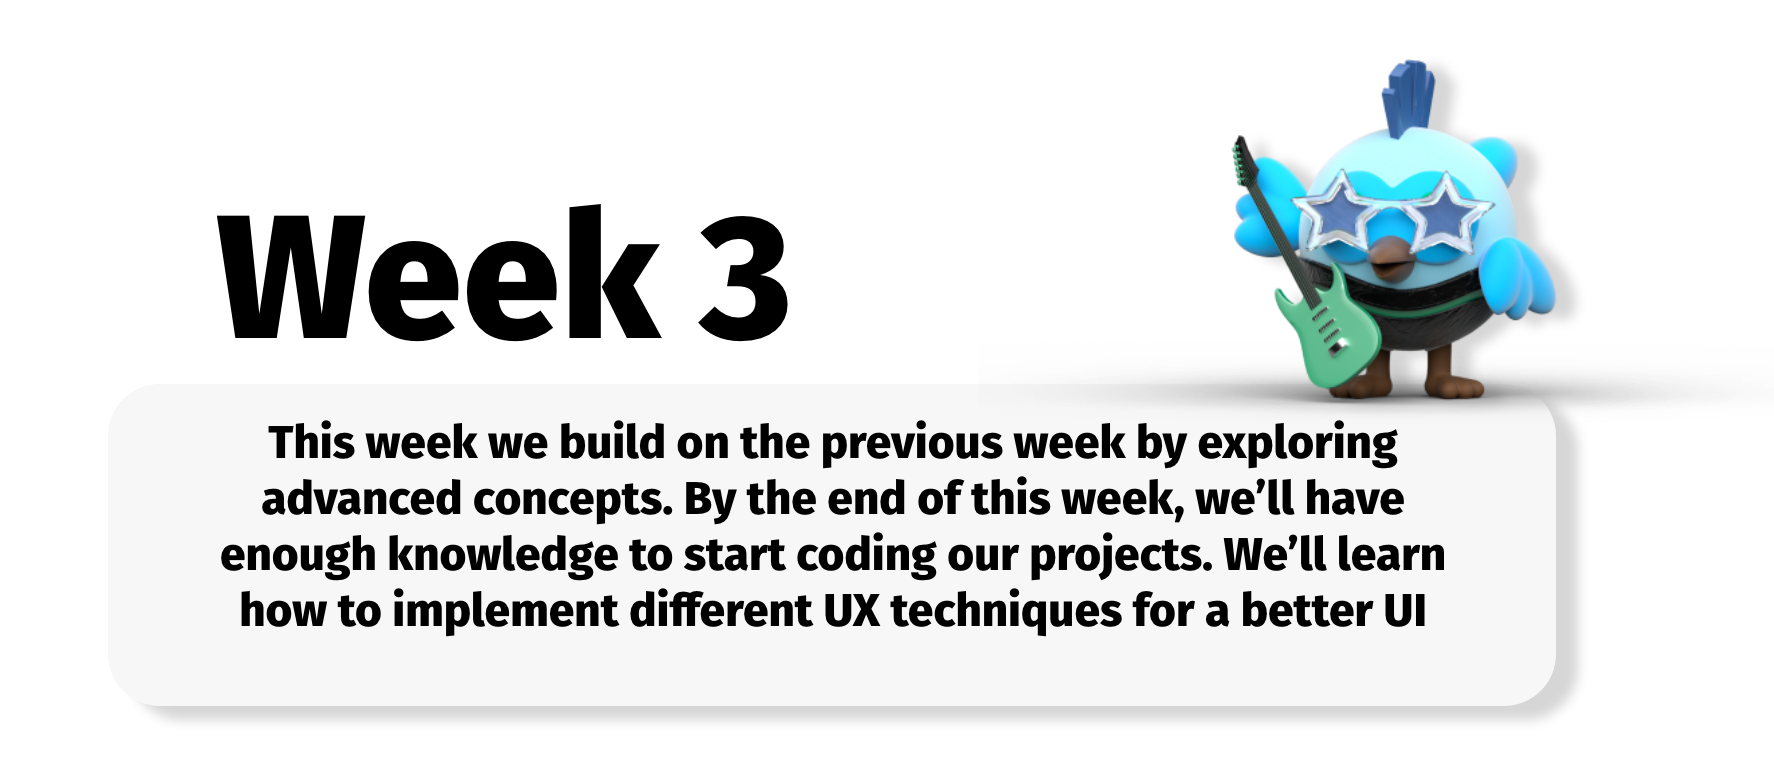 Week 3
This week we build on the previous week by exploring
advanced concepts. By the end of this week, we’ll have
enough knowledge to start coding our projects. We’ll learn
how to implement different UX techniques for a better UI